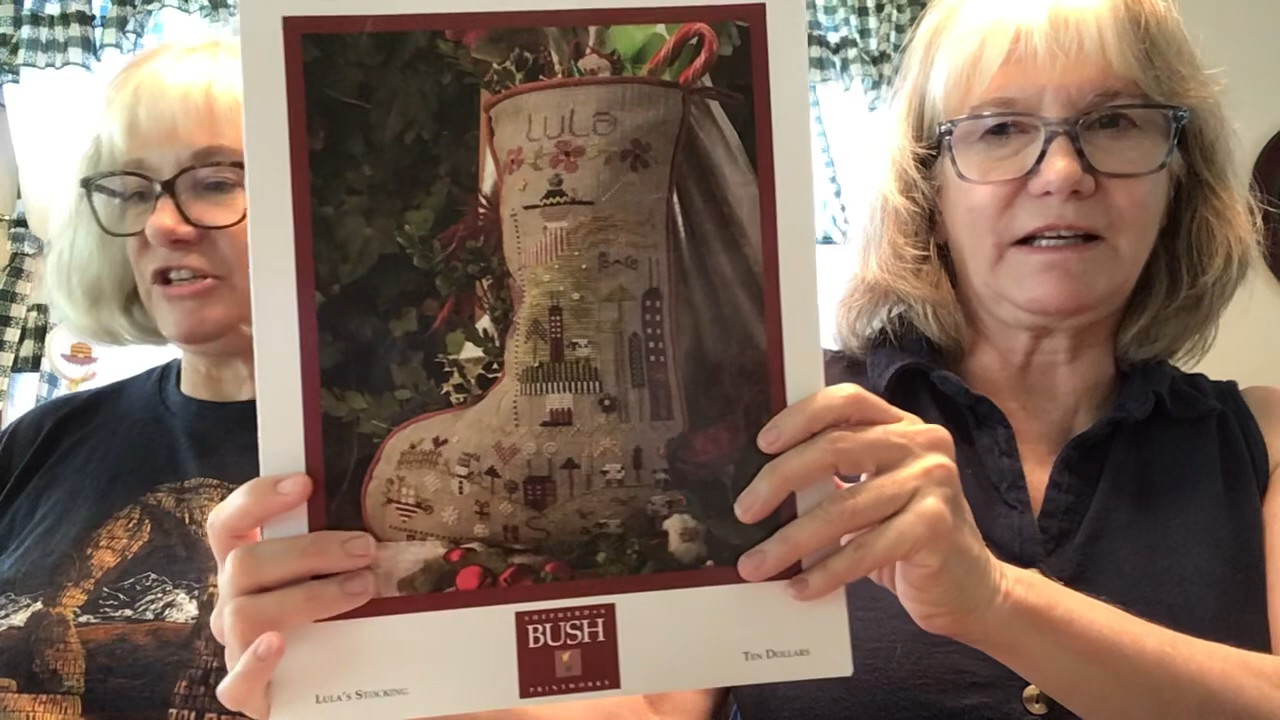 LULA
SHEPHERD'S
BUSH
PRINTWORKS
LULA'S STOCKING
TEN DOLLARS